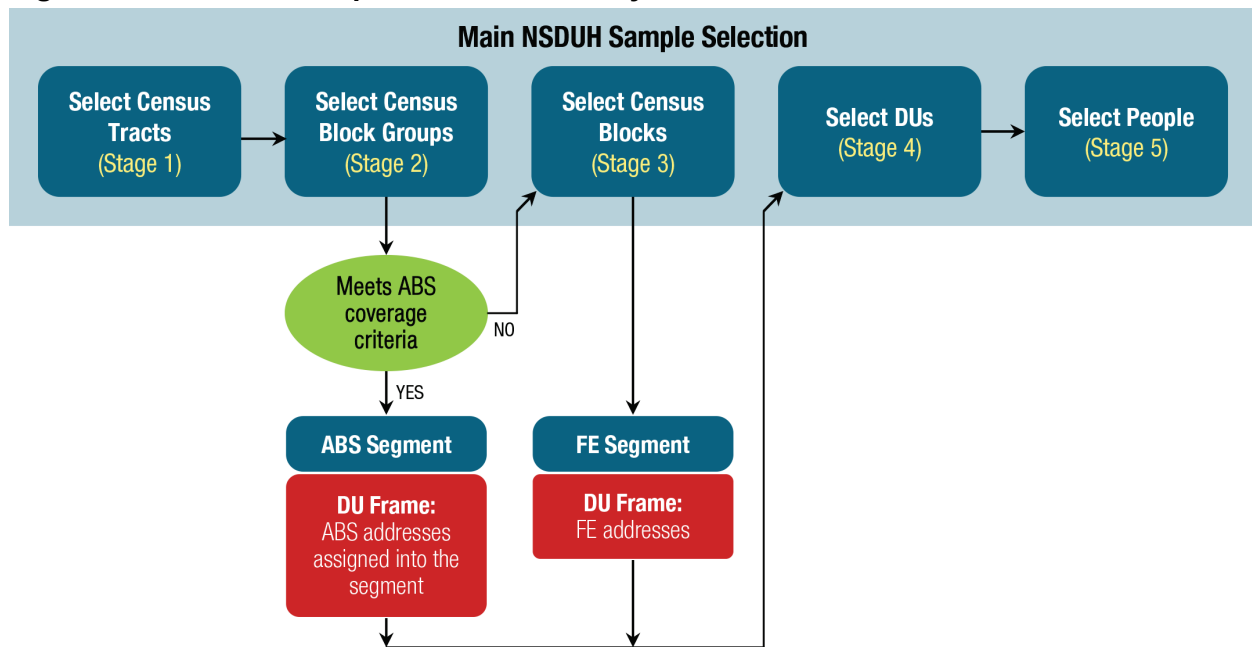 Main NSDUH Sample Selection
Select Census
Tracts
(Stage 1)
Select Census
Block Groups
(Stage 2)
Select Census
Blocks
(Stage 3)
Select DUs
(Stage 4)
Select People
(Stage 5)
Meets ABS
coverage
criteria
NO
YES
ABS Segment
DU Frame:
ABS addresses
assigned into the
segment
FE Segment
DU Frame:
FE addresses